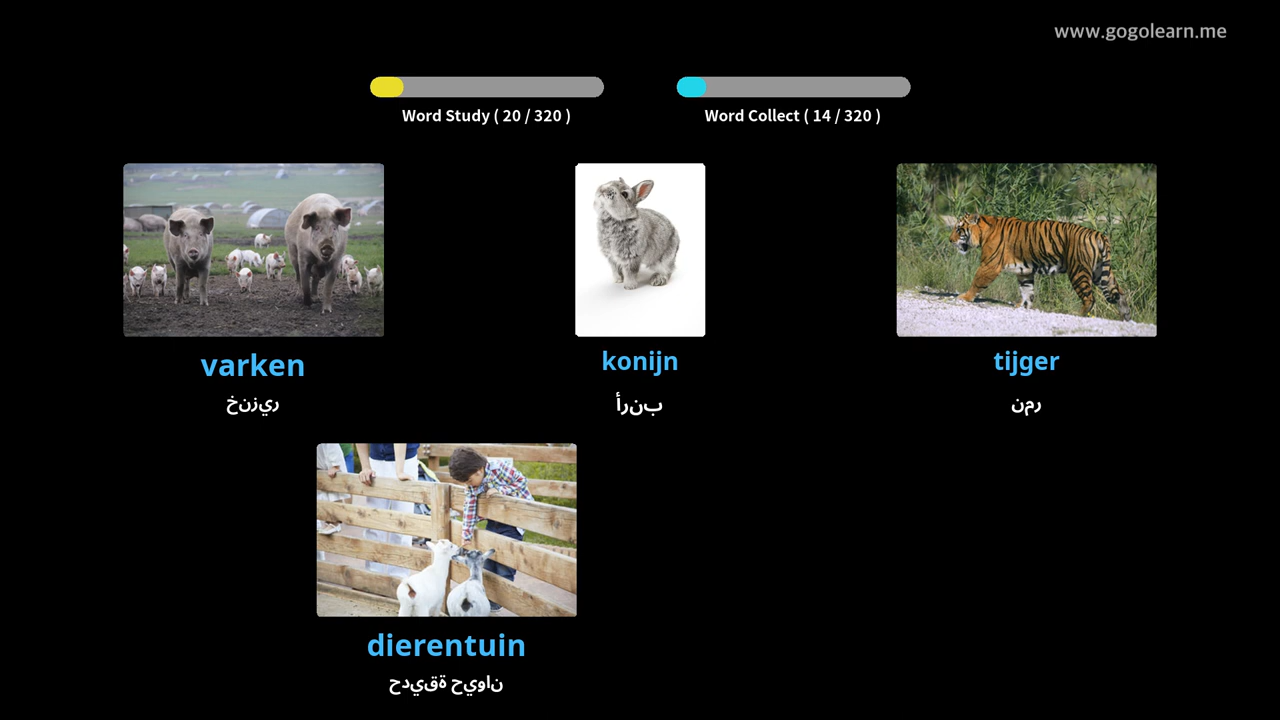 www.gogolearn.me
Word Study ( 20 / 320 )
Word Collect ( 14 / 320 )
varken
konijn
tijger
خنزير
أرنب
نمر
dierentuin
حديقة حيوان